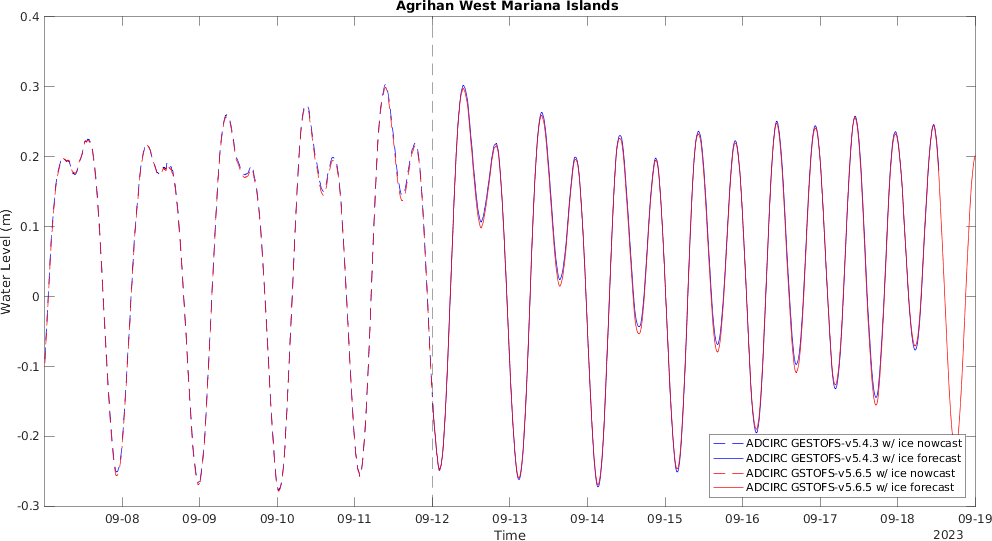 Agrihan West Mariana Islands
0.4
0.3
0.2
0.1
0
-0.1
-0.2
-0.3
Water Level (m)
09-08 09-09 09-10 09-11 09-12 09-13 09-14 09-15 09-16 09-17 09-18 09-19
Time
2023
ADCIRC GESTOFS-v5.4.3 w/ ice nowcast
ADCIRC GESTOFS-v5.4.3 w/ ice forecast
ADCIRC GSTOFS-v5.6.5 w/ ice nowcast
ADCIRC GSTOFS-v5.6.5 w/ ice forecast